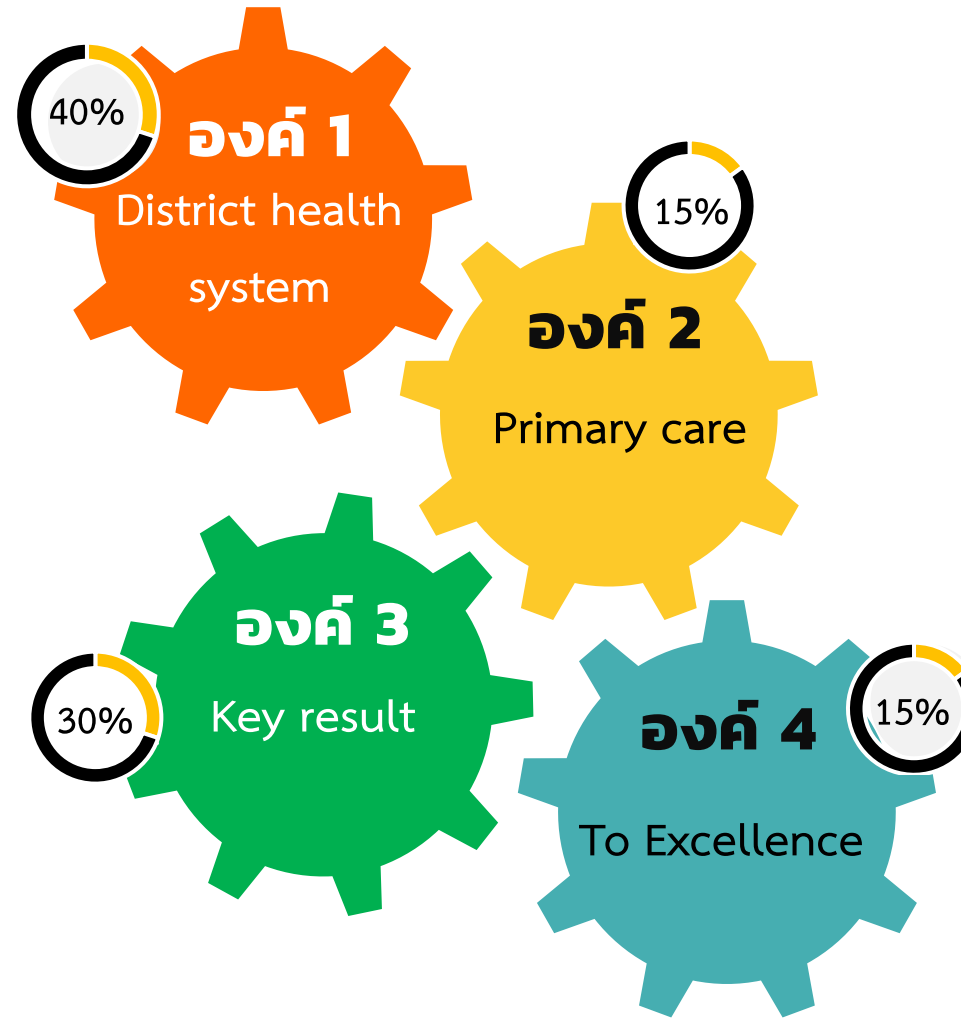 40%
องค์ 1
District health
system
15%
องค์ 2
Primary care
องค์ 3
Key result
30%
องค์ 4
To Excellence
15%